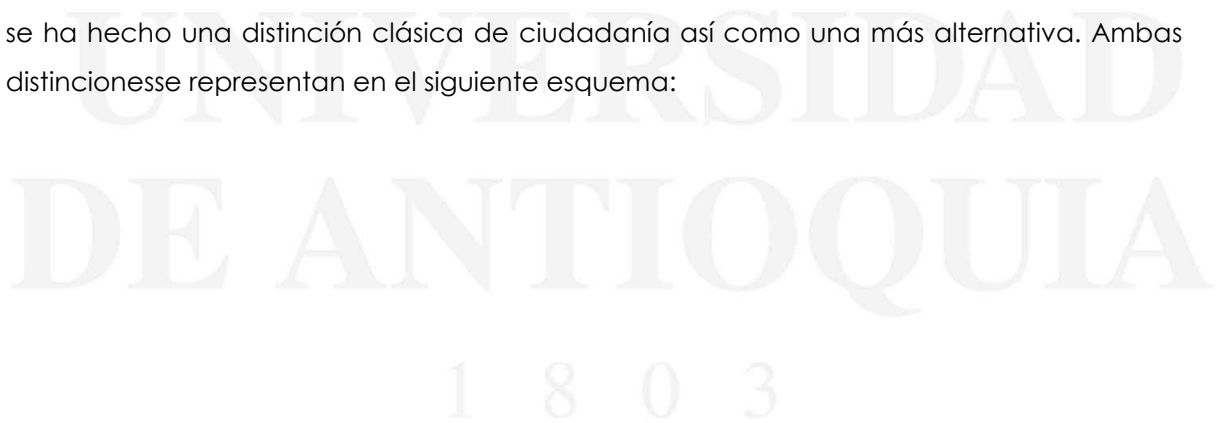 se ha hecho una distinción clásica de ciudadanía así como una más alternativa. Ambas
distincionesse representan en el siguiente esquema:
UNIVERSIDAD
DE ANTIOQUIA
1 8 0 3